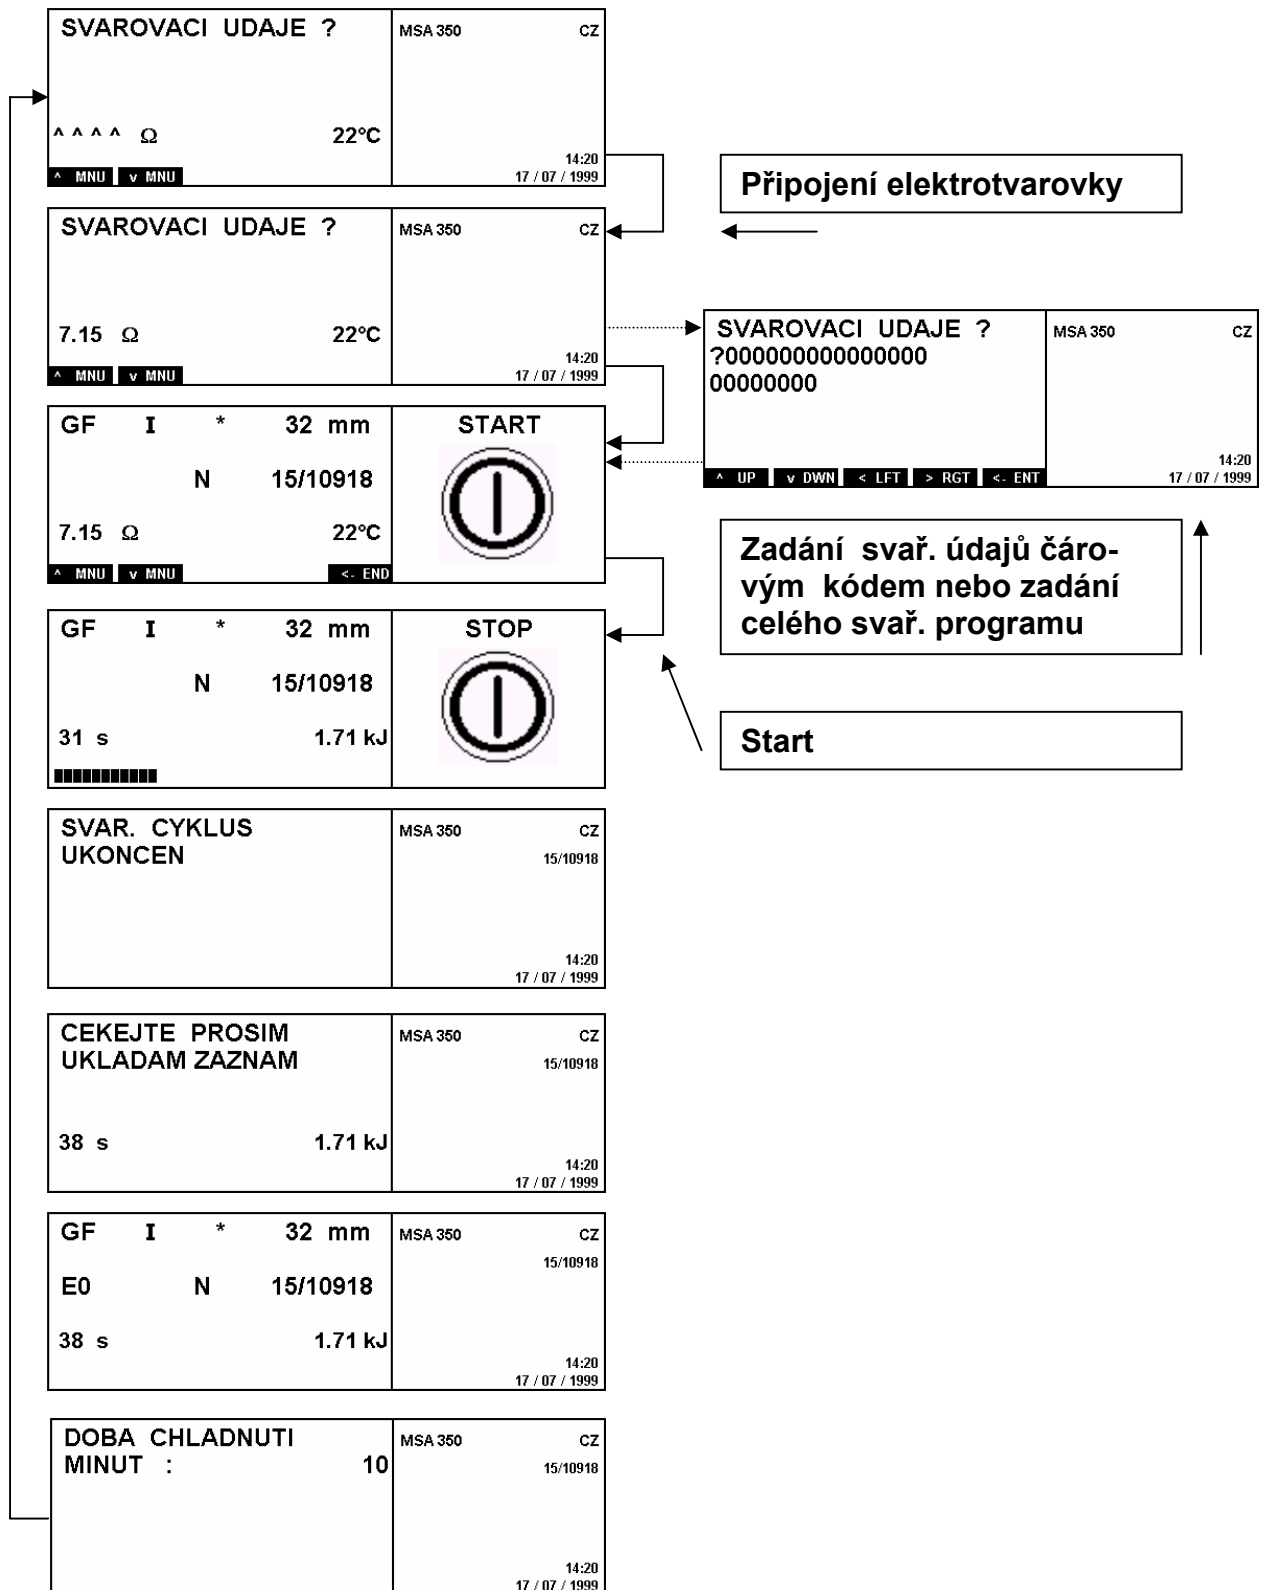 SVAROVACI UDAJE ?
MSA 350 CZ
^ ^ ^ ^ Ω 22°C
14:20
^ MNU v MNU 17 / 07 / 1999
Připojení elektrotvarovky
SVAROVACI UDAJE ?
MSA 350 CZ
7.15 Ω 22°C
14:20
^ MNU v MNU 17 / 07 / 1999
SVAROVACI UDAJE ?
MSA 350 CZ
?000000000000000
00000000
14:20
^ UP v DWN < LFT > RGT <- ENT 17 / 07 / 1999
GF I * 32 mm START
N 15/10918
7.15 Ω 22°C
^ MNU v MNU <- END
Zadání svař. údajů čáro-
vým kódem nebo zadání
celého svař. programu
GF I * 32 mm STOP
N 15/10918
31 s 1.71 kJ
Start
SVAR. CYKLUS
MSA 350 CZ
UKONCEN
15/10918
14:20
17 / 07 / 1999
CEKEJTE PROSIM
MSA 350 CZ
UKLADAM ZAZNAM
15/10918
38 s 1.71 kJ
14:20
17 / 07 / 1999
GF I * 32 mm
MSA 350 CZ
15/10918
E0 N 15/10918
38 s 1.71 kJ
14:20
17 / 07 / 1999
DOBA CHLADNUTI
MSA 350 CZ
MINUT : 10
15/10918
14:20
17 / 07 / 1999